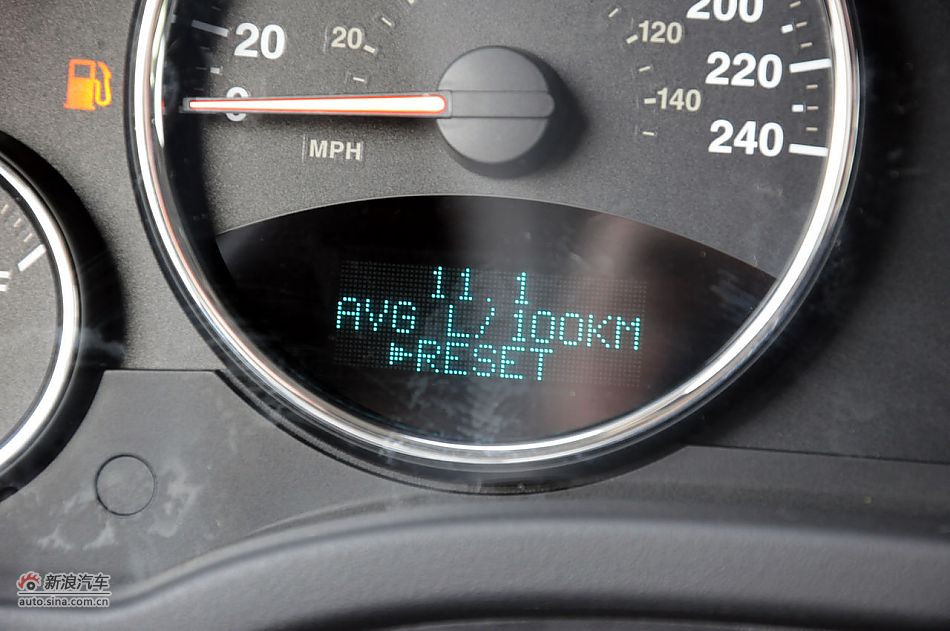 200
20 20 120
220
0 140
240
MPH
11.1
AVG L/100KM
RESET
新浪汽车
auto.sina.com.cn